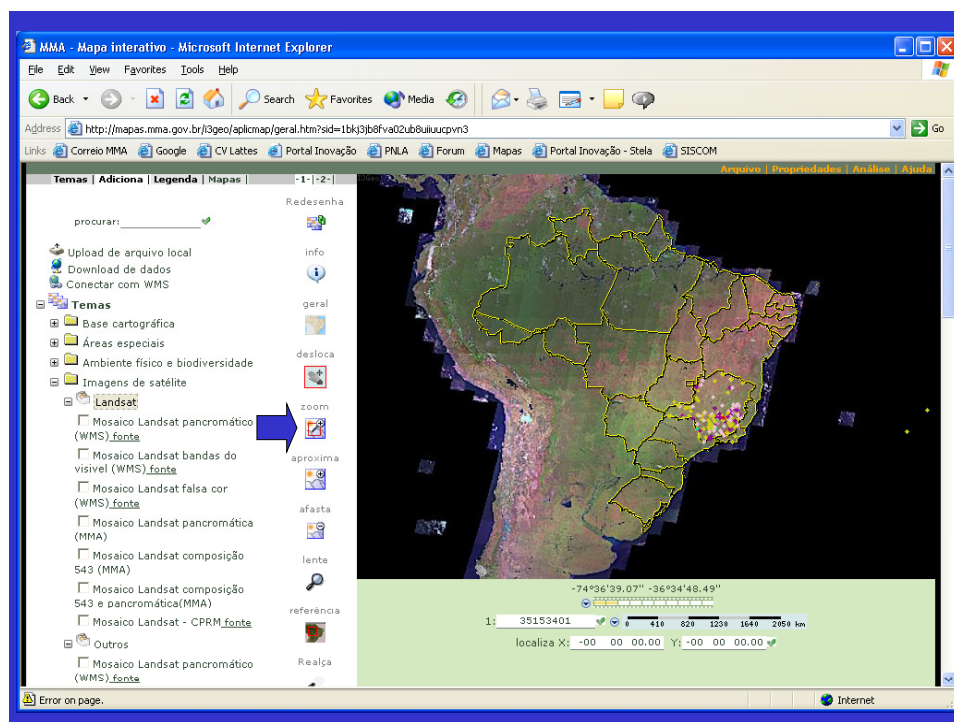 MMA - Mapa interativo - Microsoft Internet Explorer
File Edit View Favorites Tools Help
Back Search Favorites Media
Address http://mapas.mma.gov.br/i3geo/aplicmap/geral.htm?sid=1bkj3jb8fva02ub8uiiuucpvn3 Go
Links Correio MMA Google CV Lattes Portal Inovação PNLA Forum Mapas Portal Inovação - Stela SISCOM
Arquivo | Propriedades | Análise | Ajuda
Temas | Adiciona | Legenda | Mapas | -1-|-2-|
Redesenha
procurar:
Upload de arquivo local
info
Download de dados
Conectar com WMS
Temas
geral
Base cartográfica
Áreas especiais
desloca
Ambiente físico e biodiversidade
Imagens de satélite
Landsat
zoom
Mosaico Landsat pancromático
(WMS) fonte
Mosaico Landsat bandas do
visivel (WMS) fonte
aproxima
Mosaico Landsat falsa cor
(WMS) fonte
afasta
Mosaico Landsat pancromática
(MMA)
Mosaico Landsat composição
543 (MMA)
lente
Mosaico Landsat composição
543 e pancromática(MMA)
referência
Mosaico Landsat - CPRM fonte
Outros
Mosaico Landsat pancromático
(WMS) fonte
Realça
-74°36'39.07" -36°34'48.49"
1: 35153401 0 410 820 1230 1640 2050 km
localiza X: -00 00 00.00 Y: -00 00 00.00
Error on page. Internet